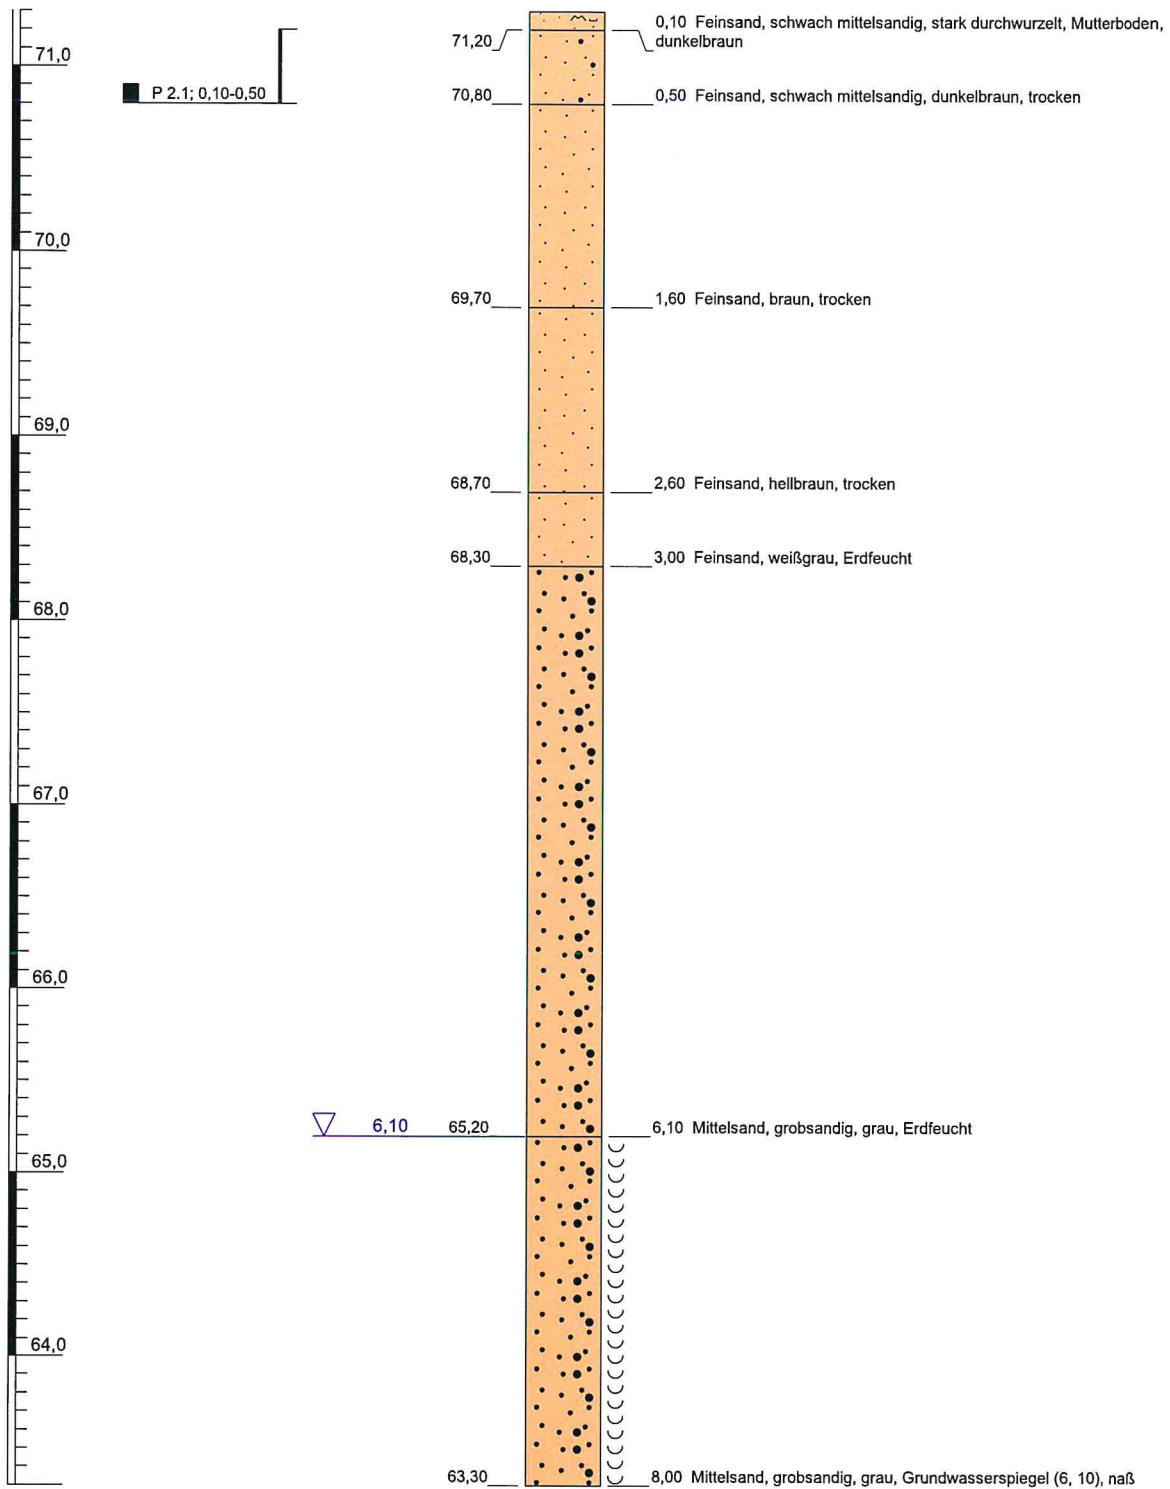 0,10 Feinsand, schwach mittelsandig, stark durchwurzelt, Mutterboden,
71,20 dunkelbraun
71,0
P 2.1; 0,10-0,50
70,80 0,50 Feinsand, schwach mittelsandig, dunkelbraun, trocken
70,0
69,70 1,60 Feinsand, braun, trocken
69,0
68,70 2,60 Feinsand, hellbraun, trocken
68,30 3,00 Feinsand, weißgrau, Erdfeucht
68,0
67,0
66,0
6,10 65,20 6,10 Mittelsand, grobsandig, grau, Erdfeucht
65,0
64,0
63,30 8,00 Mittelsand, grobsandig, grau, Grundwasserspiegel (6, 10), naß